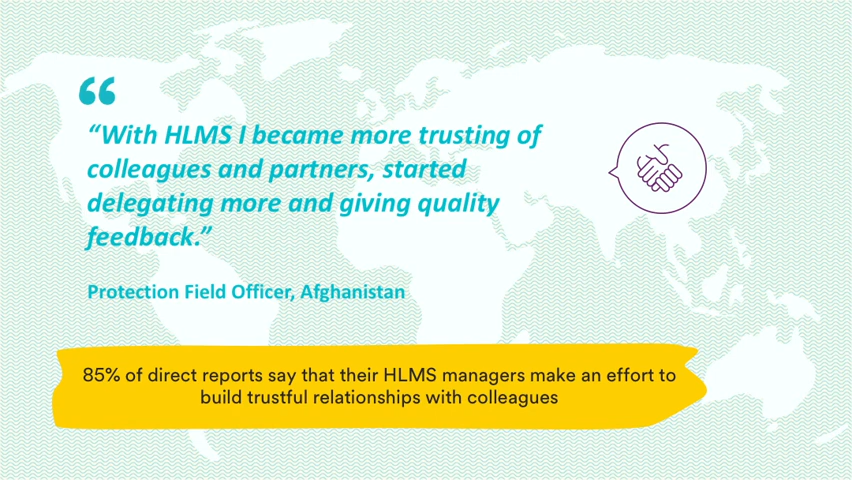 “With HLMS I became more trusting of
colleagues and partners, started
delegating more and giving quality
feedback.”
Protection Field Officer, Afghanistan
85% of direct reports say that their HLMS managers make an effort to
build trustful relationships with colleagues